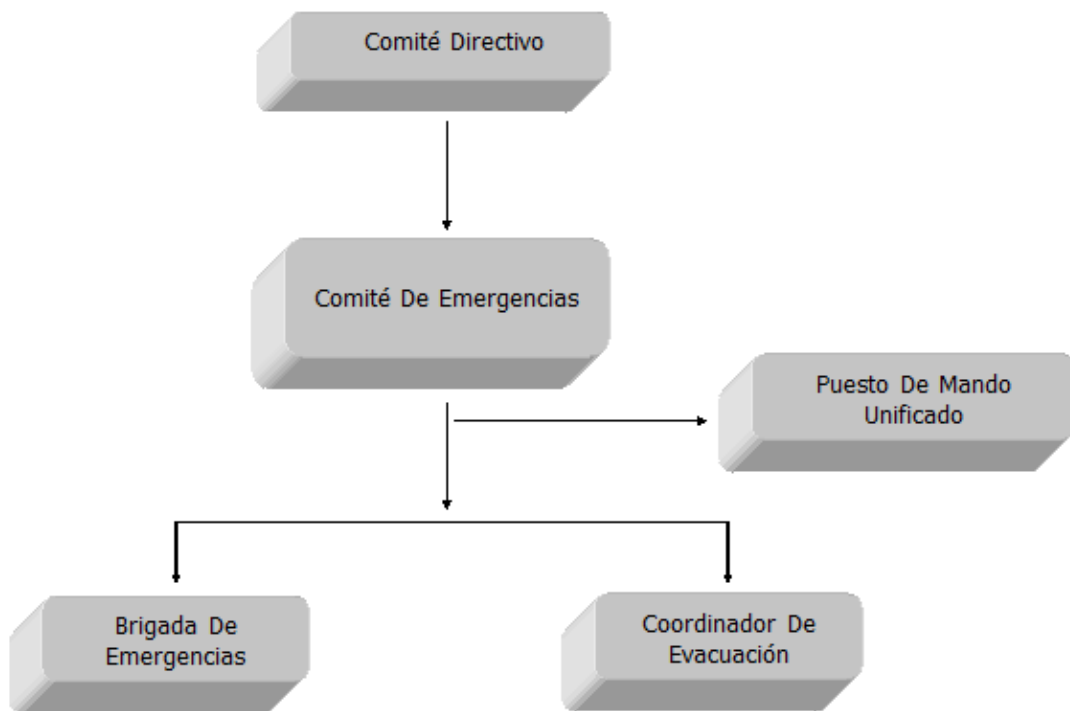 Comité Directivo
Comité De Emergencias
Puesto De Mando
Unificado
Brigada De
Emergencias
Coordinador De
Evacuación